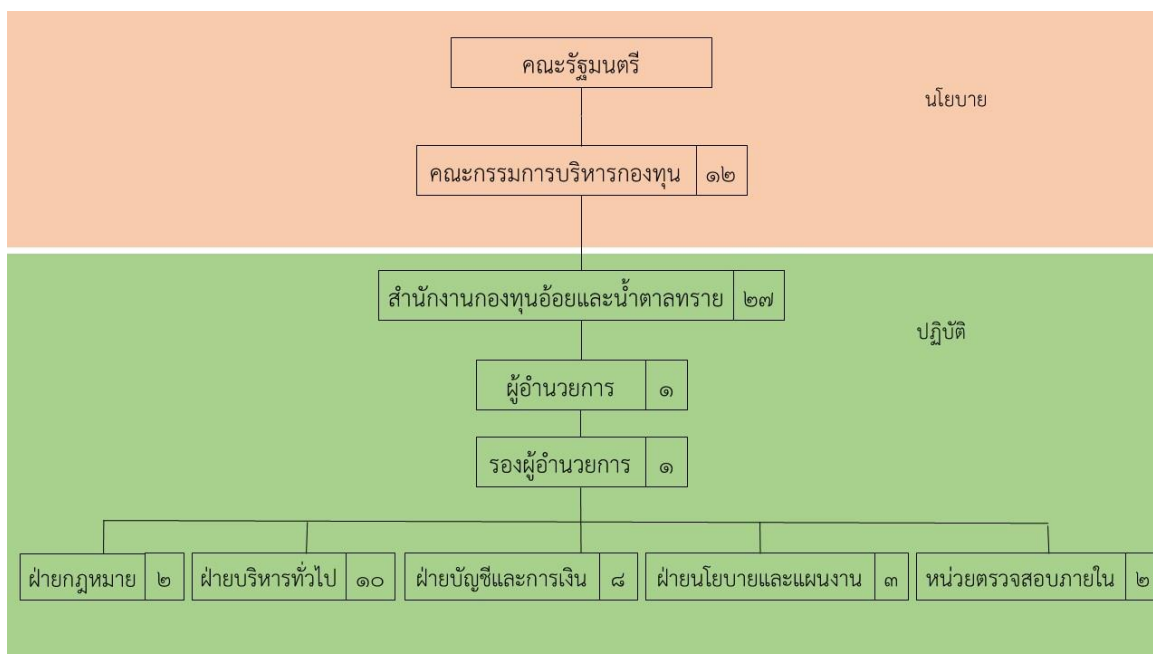 คณะรัฐมนตรี
นโยบาย
คณะกรรมการบริหารกองทุน ๑๒
สำนักงานกองทุนอ้อยและน้ำตาลทราย ๒๗
ปฏิบัติ
ผู้อำนวยการ ๑
รองผู้อำนวยการ ๑
ฝ่ายกฎหมาย ๒ ฝ่ายบริหารทั่วไป ๑๐ ฝ่ายบัญชีและการเงิน ๘ ฝ่ายนโยบายและแผนงาน ๓ หน่วยตรวจสอบภายใน ๒